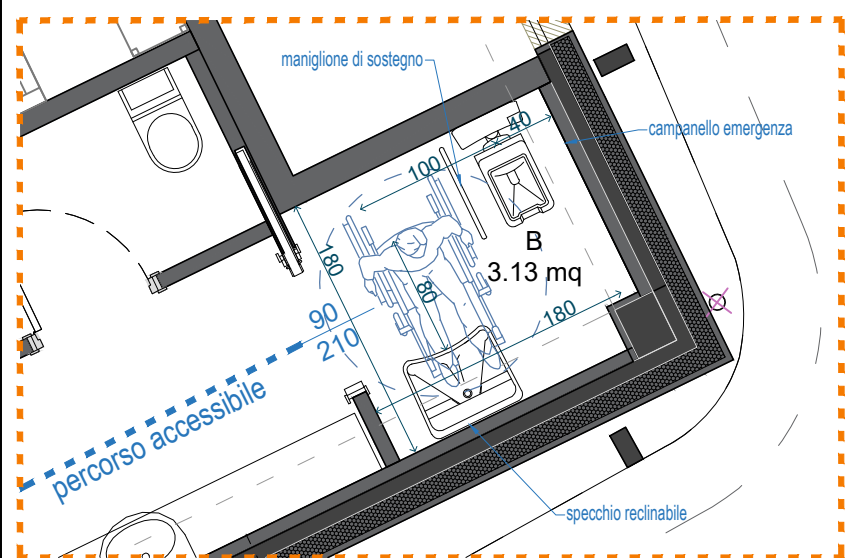 maniglione di sostegno
40
campanello emergenza
100
B
3.13 mq
180
80
180
90
210
percorso accessibile
specchio reclinabile